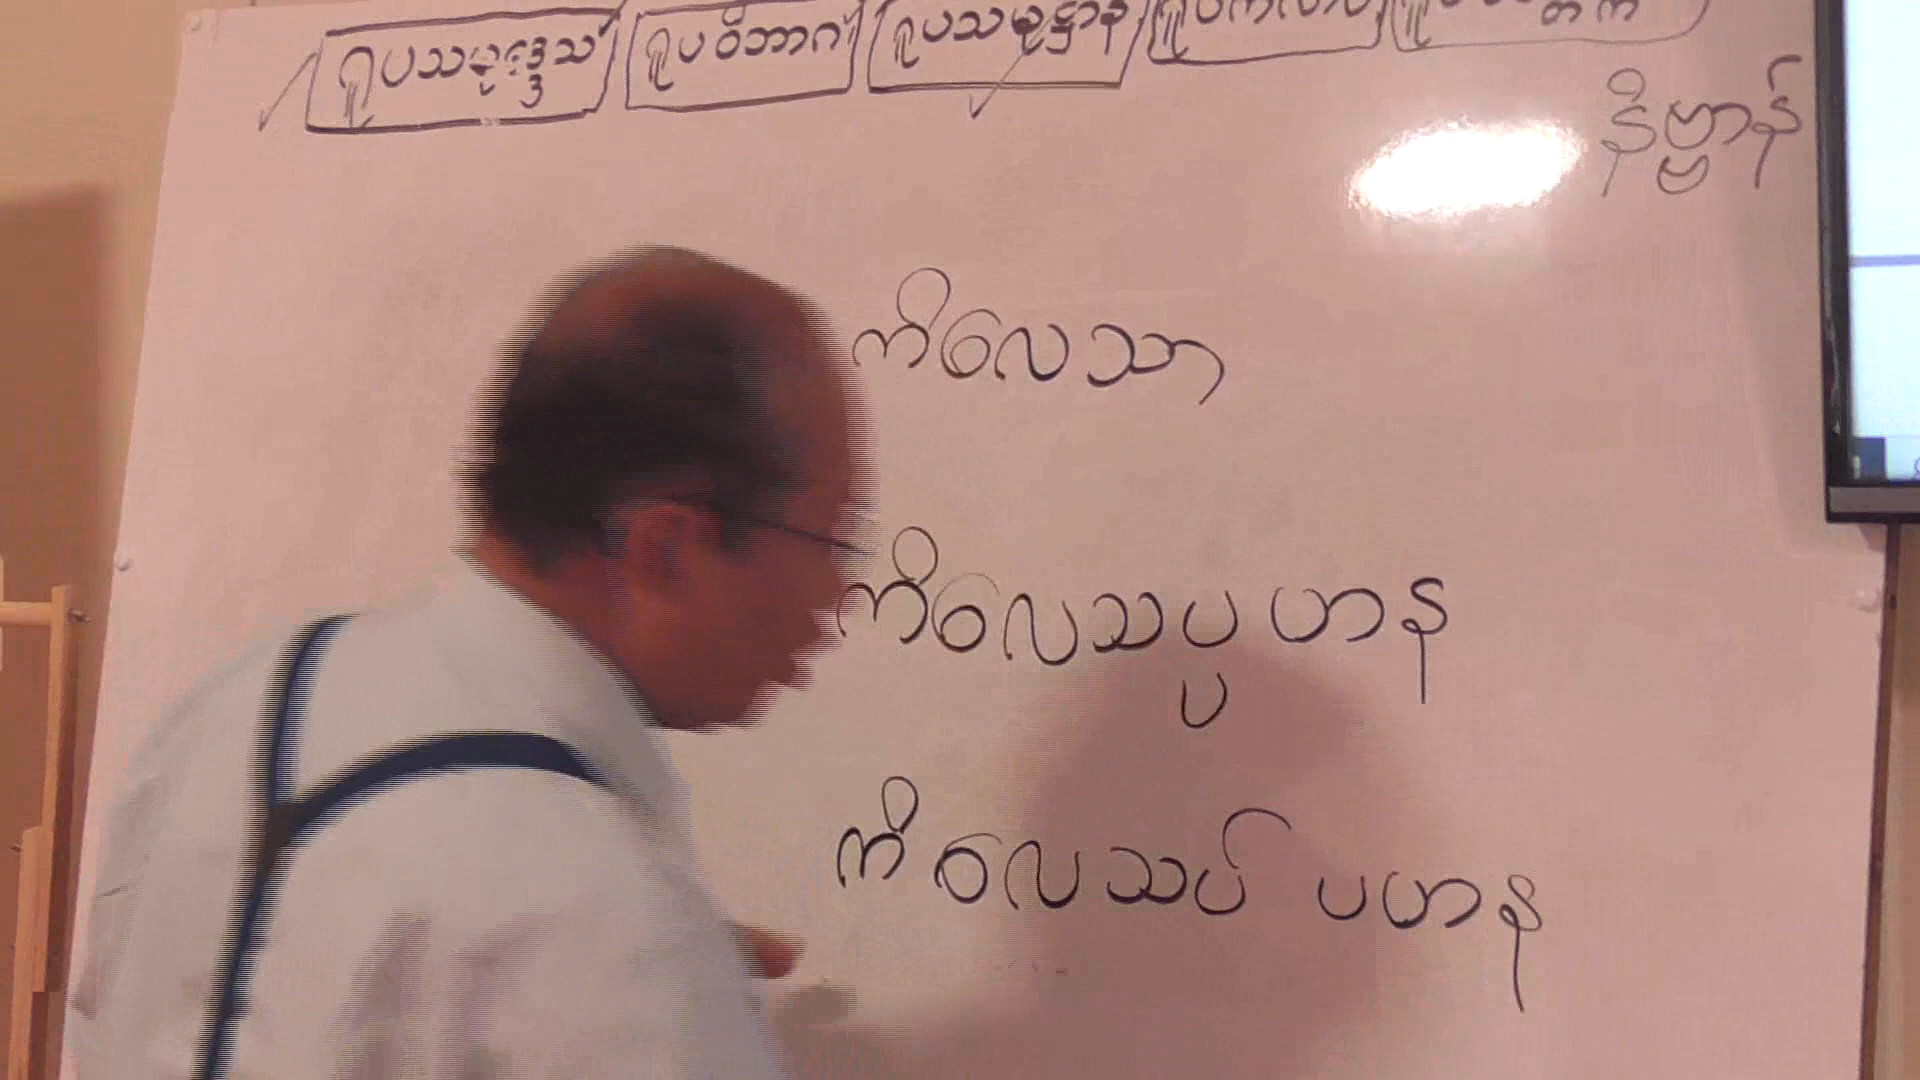 ရူပသမုဒ္ဒေသ ရူပဝိဘာဂ ရူပသမုဋ္ဌာန် ရူပကလာပ်
နိဗ္ဗာန်
ကိလေသာ
ကိလေသပ္ပဟာန
ကိလေသပ် ပဟာန